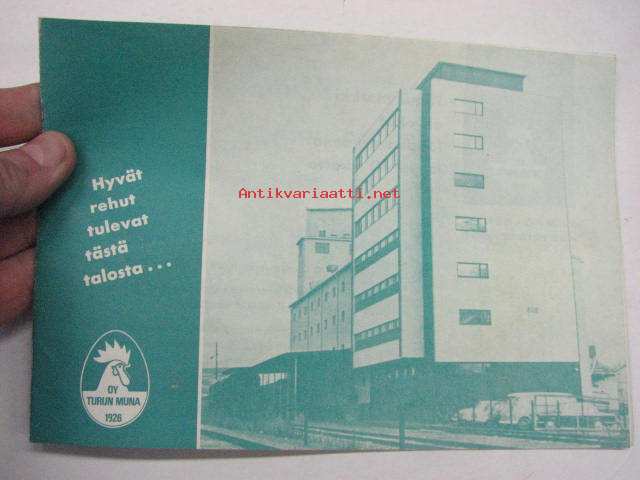 Hyvät
rehut
tulevat
tästä
talosta...
OY
TURUN MUNA
1926
Antikvariaatti.net